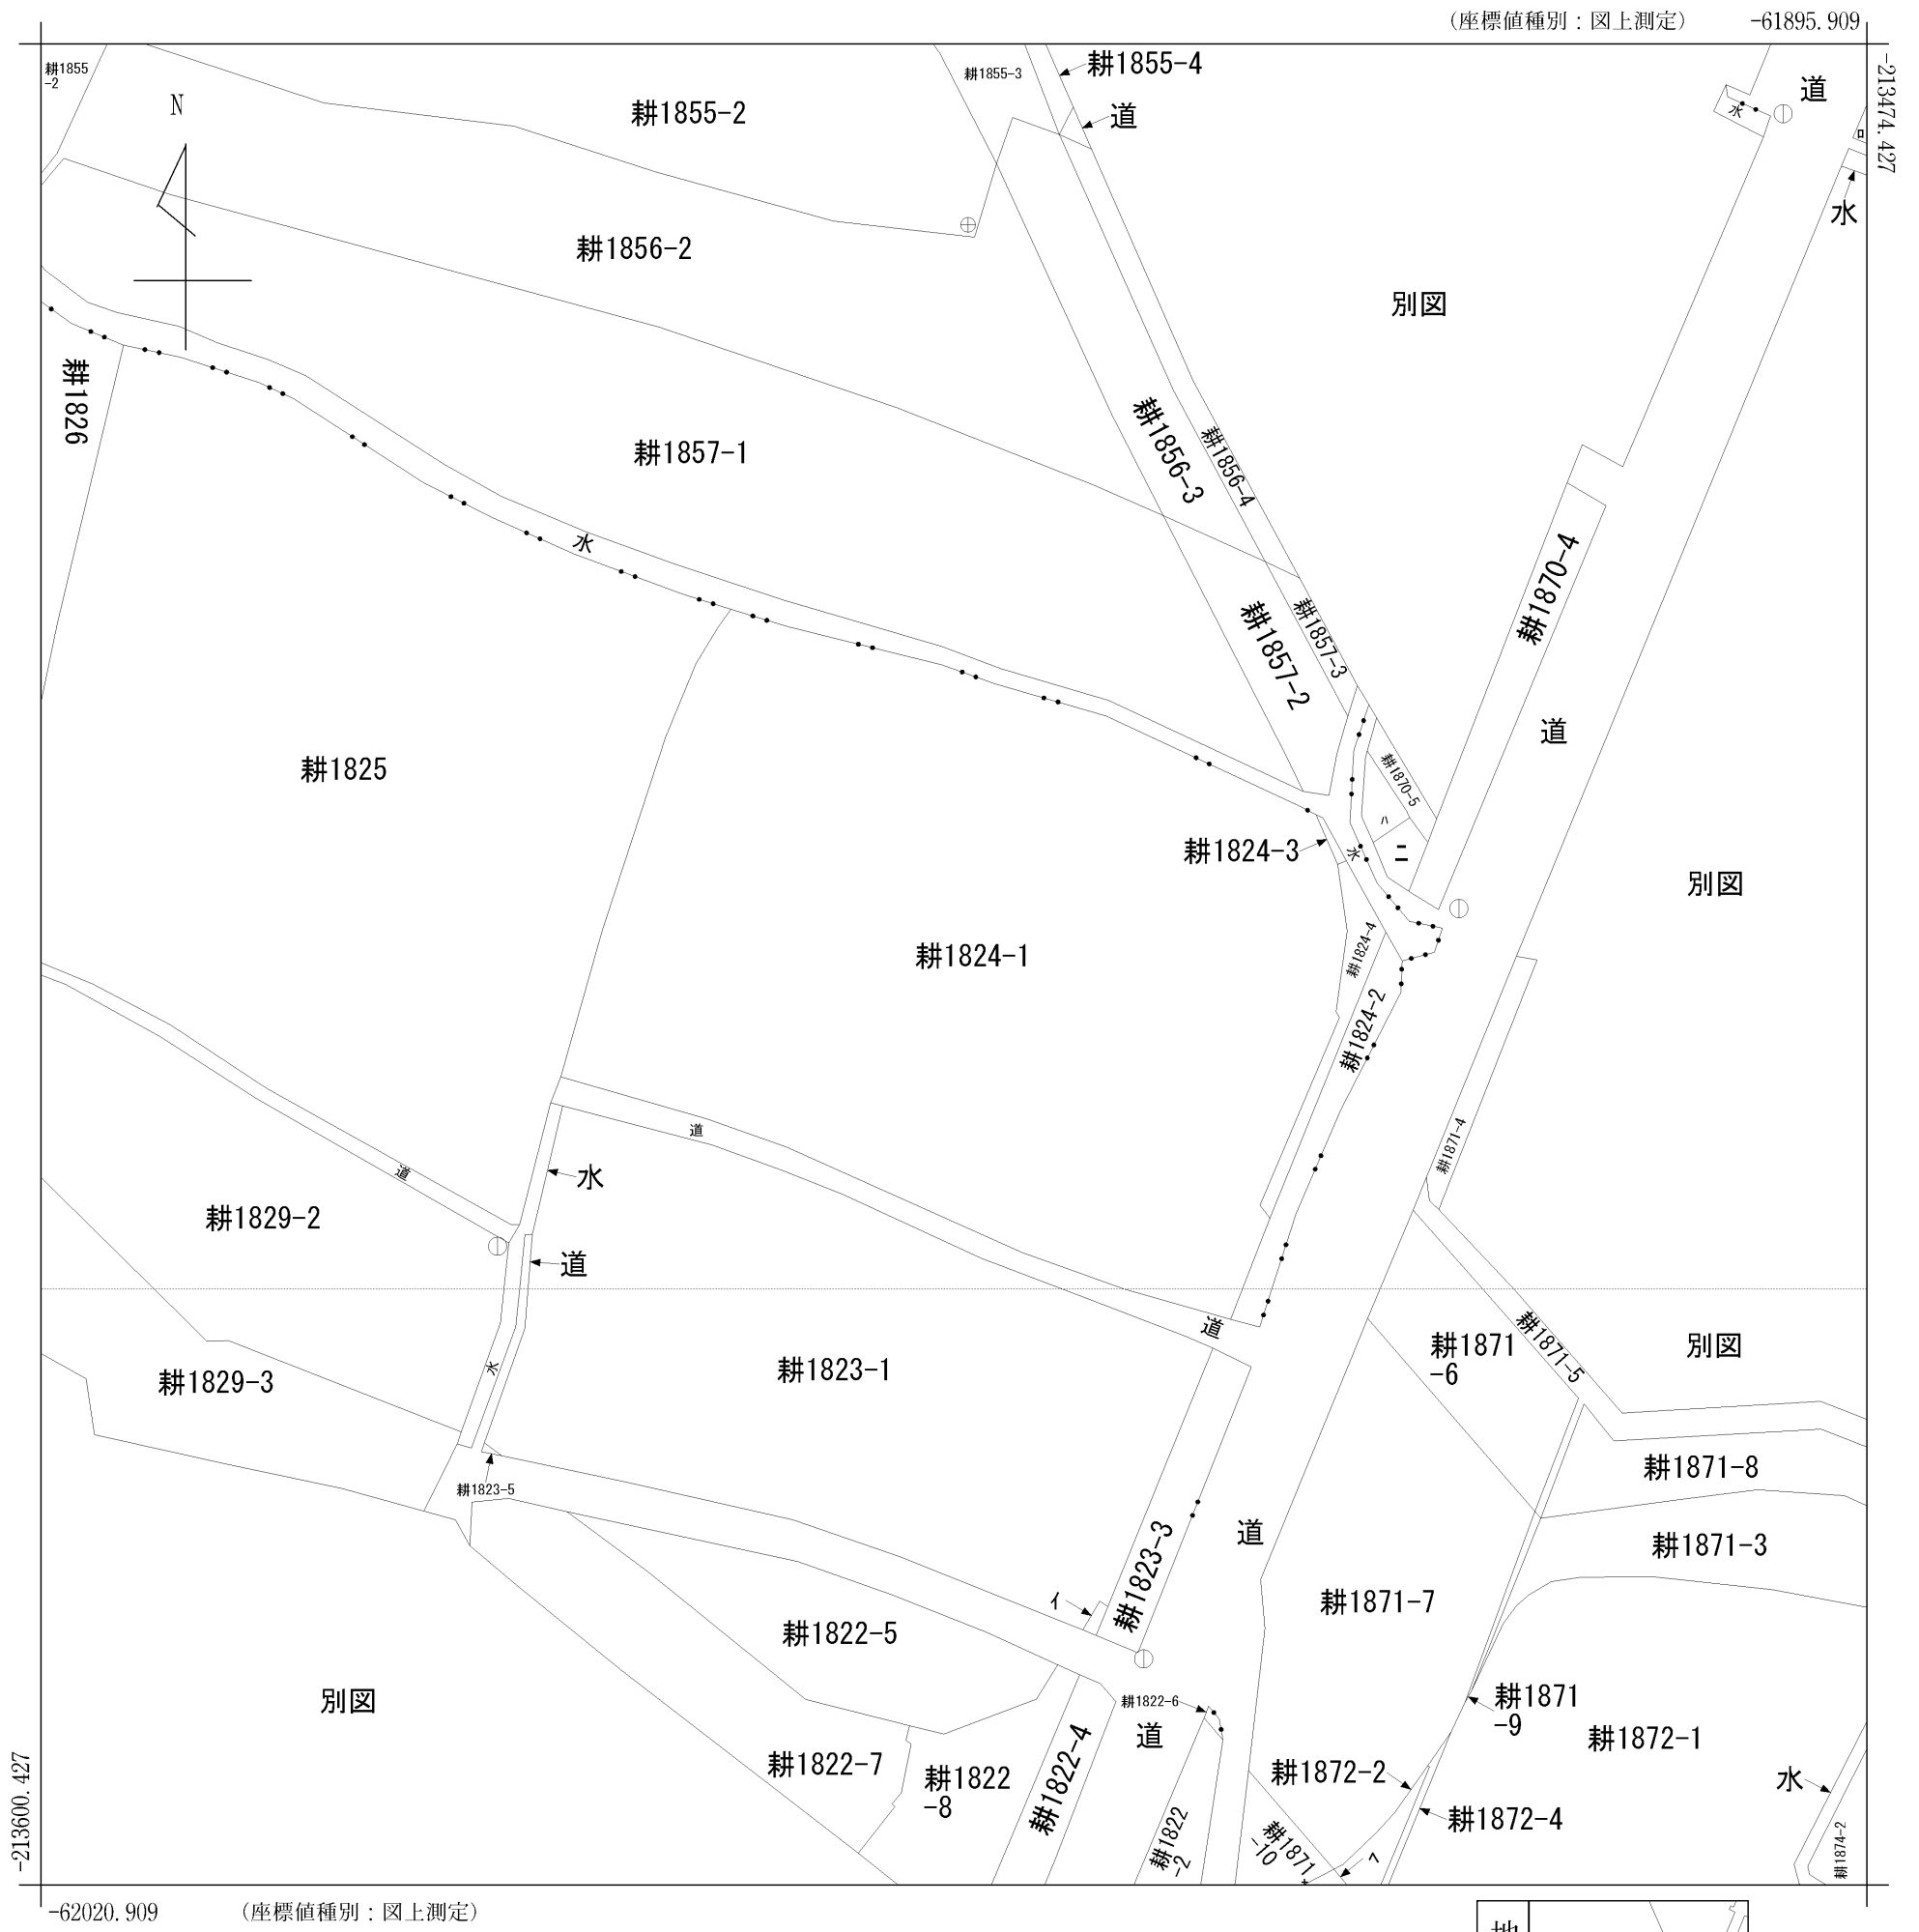 （座標値種別：図上測定） -61895.909
-213474.427
耕1855
-2
N
耕1855-2
耕1855-3
耕1855-4
道
道
水
水
耕1856-2
別図
耕1826
耕1857-1
耕1856-3
耕1856-4
水
耕1870-4
耕1857-2
耕1857-3
道
耕1825
耕1870-5
ハ
ニ
耕1824-3
水
別図
耕1824-1
耕1824-4
耕1824-2
耕1871-4
道
道
水
耕1829-2
道
道
耕1823-1
水
耕1829-3
耕1871
-6
耕1871-5
別図
耕1871-8
耕1823-5
道
耕1871-3
耕1823-3
イ
耕1871-7
耕1822-5
別図
耕1822-6
道
耕1871
-9
耕1872-1
耕1822-7
耕1822
-8
耕1822-4
耕1872-2
水
耕1872-4
耕1822
-2
耕1871
-10
耕1874-2
-213600.427
-62020.909 （座標値種別：図上測定）
地